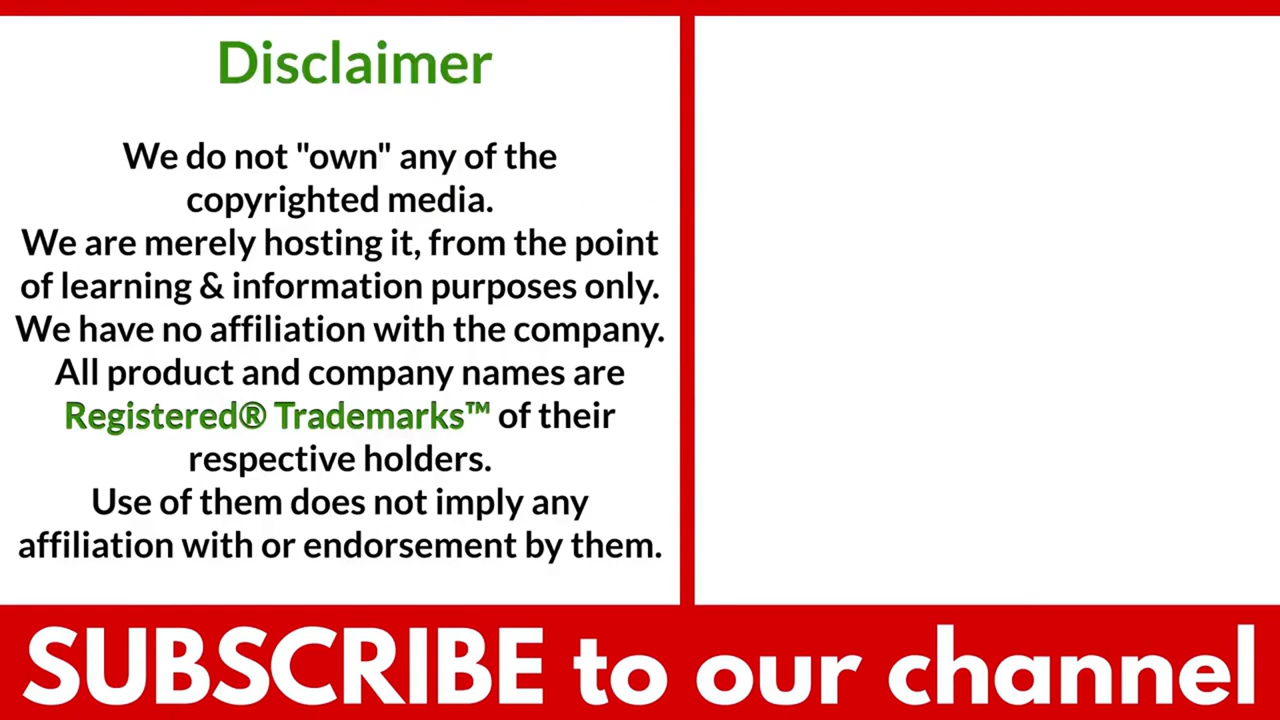 Disclaimer
We do not "own" any of the
copyrighted media.
We are merely hosting it, from the point
of learning & information purposes only.
We have no affiliation with the company.
All product and company names are
Registered® Trademarks™ of their
respective holders.
Use of them does not imply any
affiliation with or endorsement by them.
SUBSCRIBE to our channel